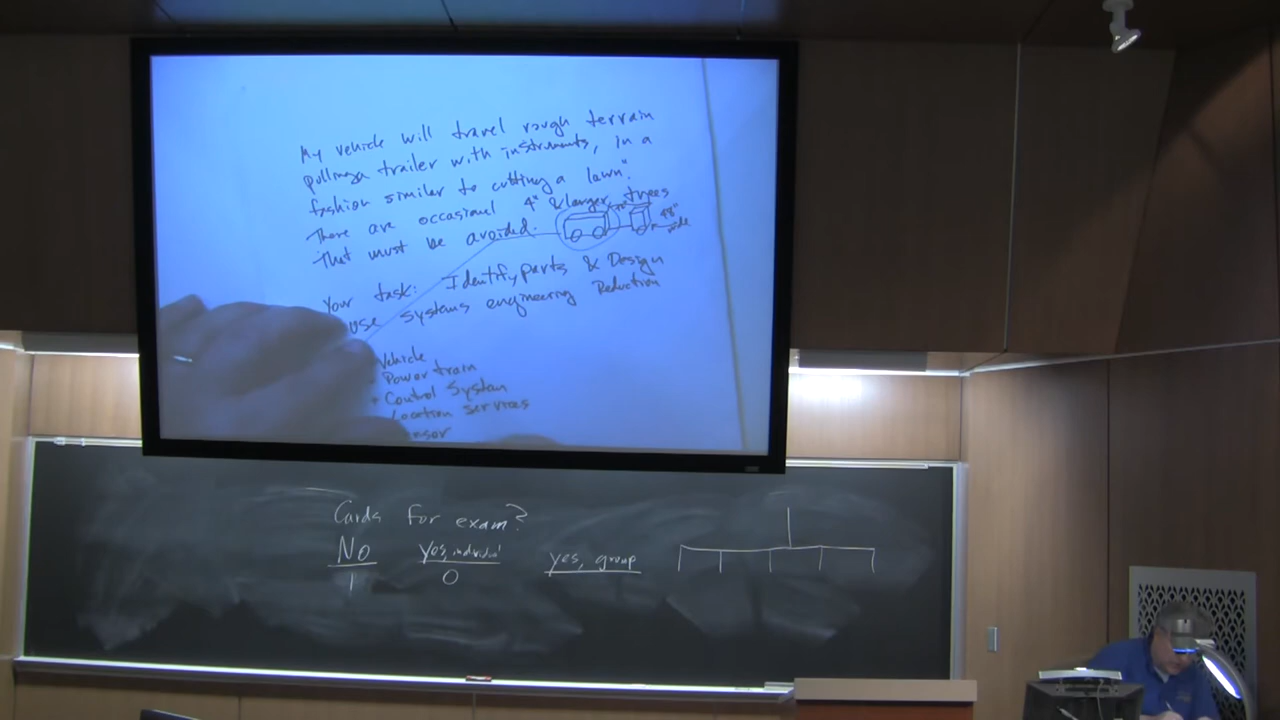 My vehicle will travel rough terrain
pulling a trailer with instruments, in a
fashion similar to cutting a lawn".
There are occasional 4" & larger trees
that must be avoided.
48"
wide
Your task: Identify parts & Design
use systems engineering Reduction
Vehicle
Power train
+ Control System
Location services
Cards for exam?
No
yes, individual
yes, group
1
0